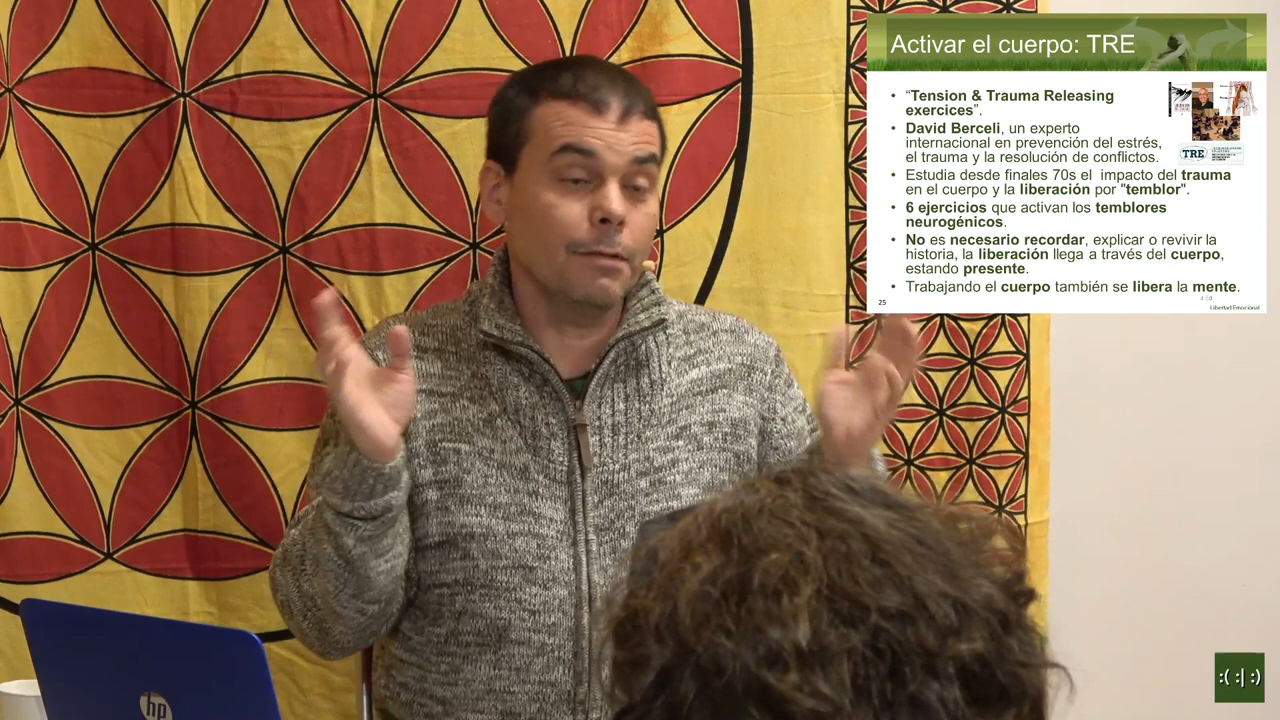 Activar el cuerpo: TRE
• “Tension & Trauma Releasing
exercices”.
• David Berceli, un experto
internacional en prevención del estrés,
el trauma y la resolución de conflictos.
• Estudia desde finales 70s el impacto del trauma
en el cuerpo y la liberación por "temblor".
• 6 ejercicios que activan los temblores
neurogénicos.
• No es necesario recordar, explicar o revivir la
historia, la liberación llega a través del cuerpo,
estando presente.
• Trabajando el cuerpo también se libera la mente.
TRE
25
Libertad Emocional
hp
:( :| :)